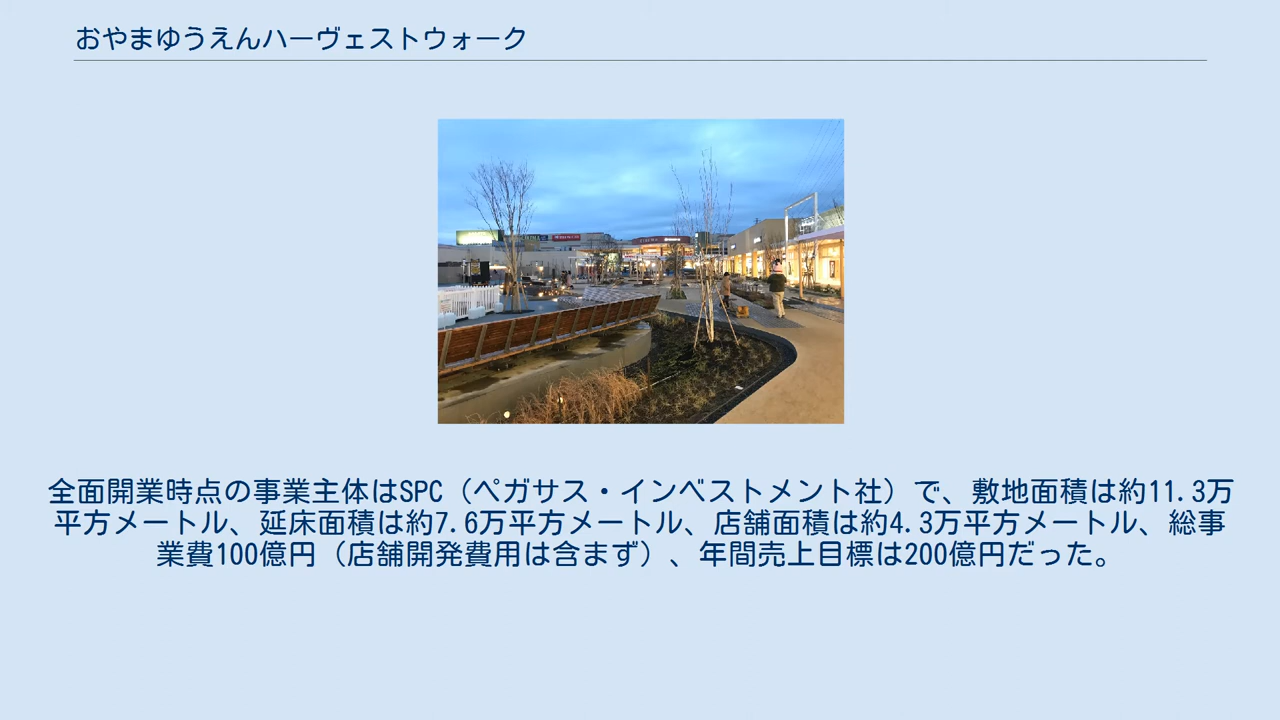 おやまゆうえんハーヴェストウォーク
全面開業時点の事業主体はSPC（ペガサス・インベストメント社）で、敷地面積は約11.3万
平方メートル、延床面積は約7.6万平方メートル、店舗面積は約4.3万平方メートル、総事
業費100億円（店舗開発費用は含まず）、年間売上目標は200億円だった。